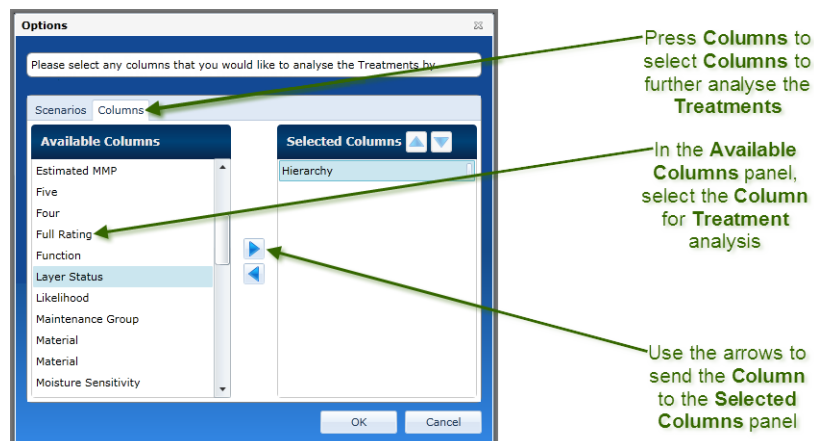 Options
Please select any columns that you would like to analyse the Treatments by
Scenarios Columns
Available Columns
Estimated MMP
Five
Four
Full Rating
Function
Layer Status
Likelihood
Maintenance Group
Material
Material
Moisture Sensitivity
Selected Columns
Hierarchy
OK Cancel
Press Columns to
select Columns to
further analyse the
Treatments
In the Available
Columns panel,
select the Column
for Treatment
analysis
Use the arrows to
send the Column
to the Selected
Columns panel